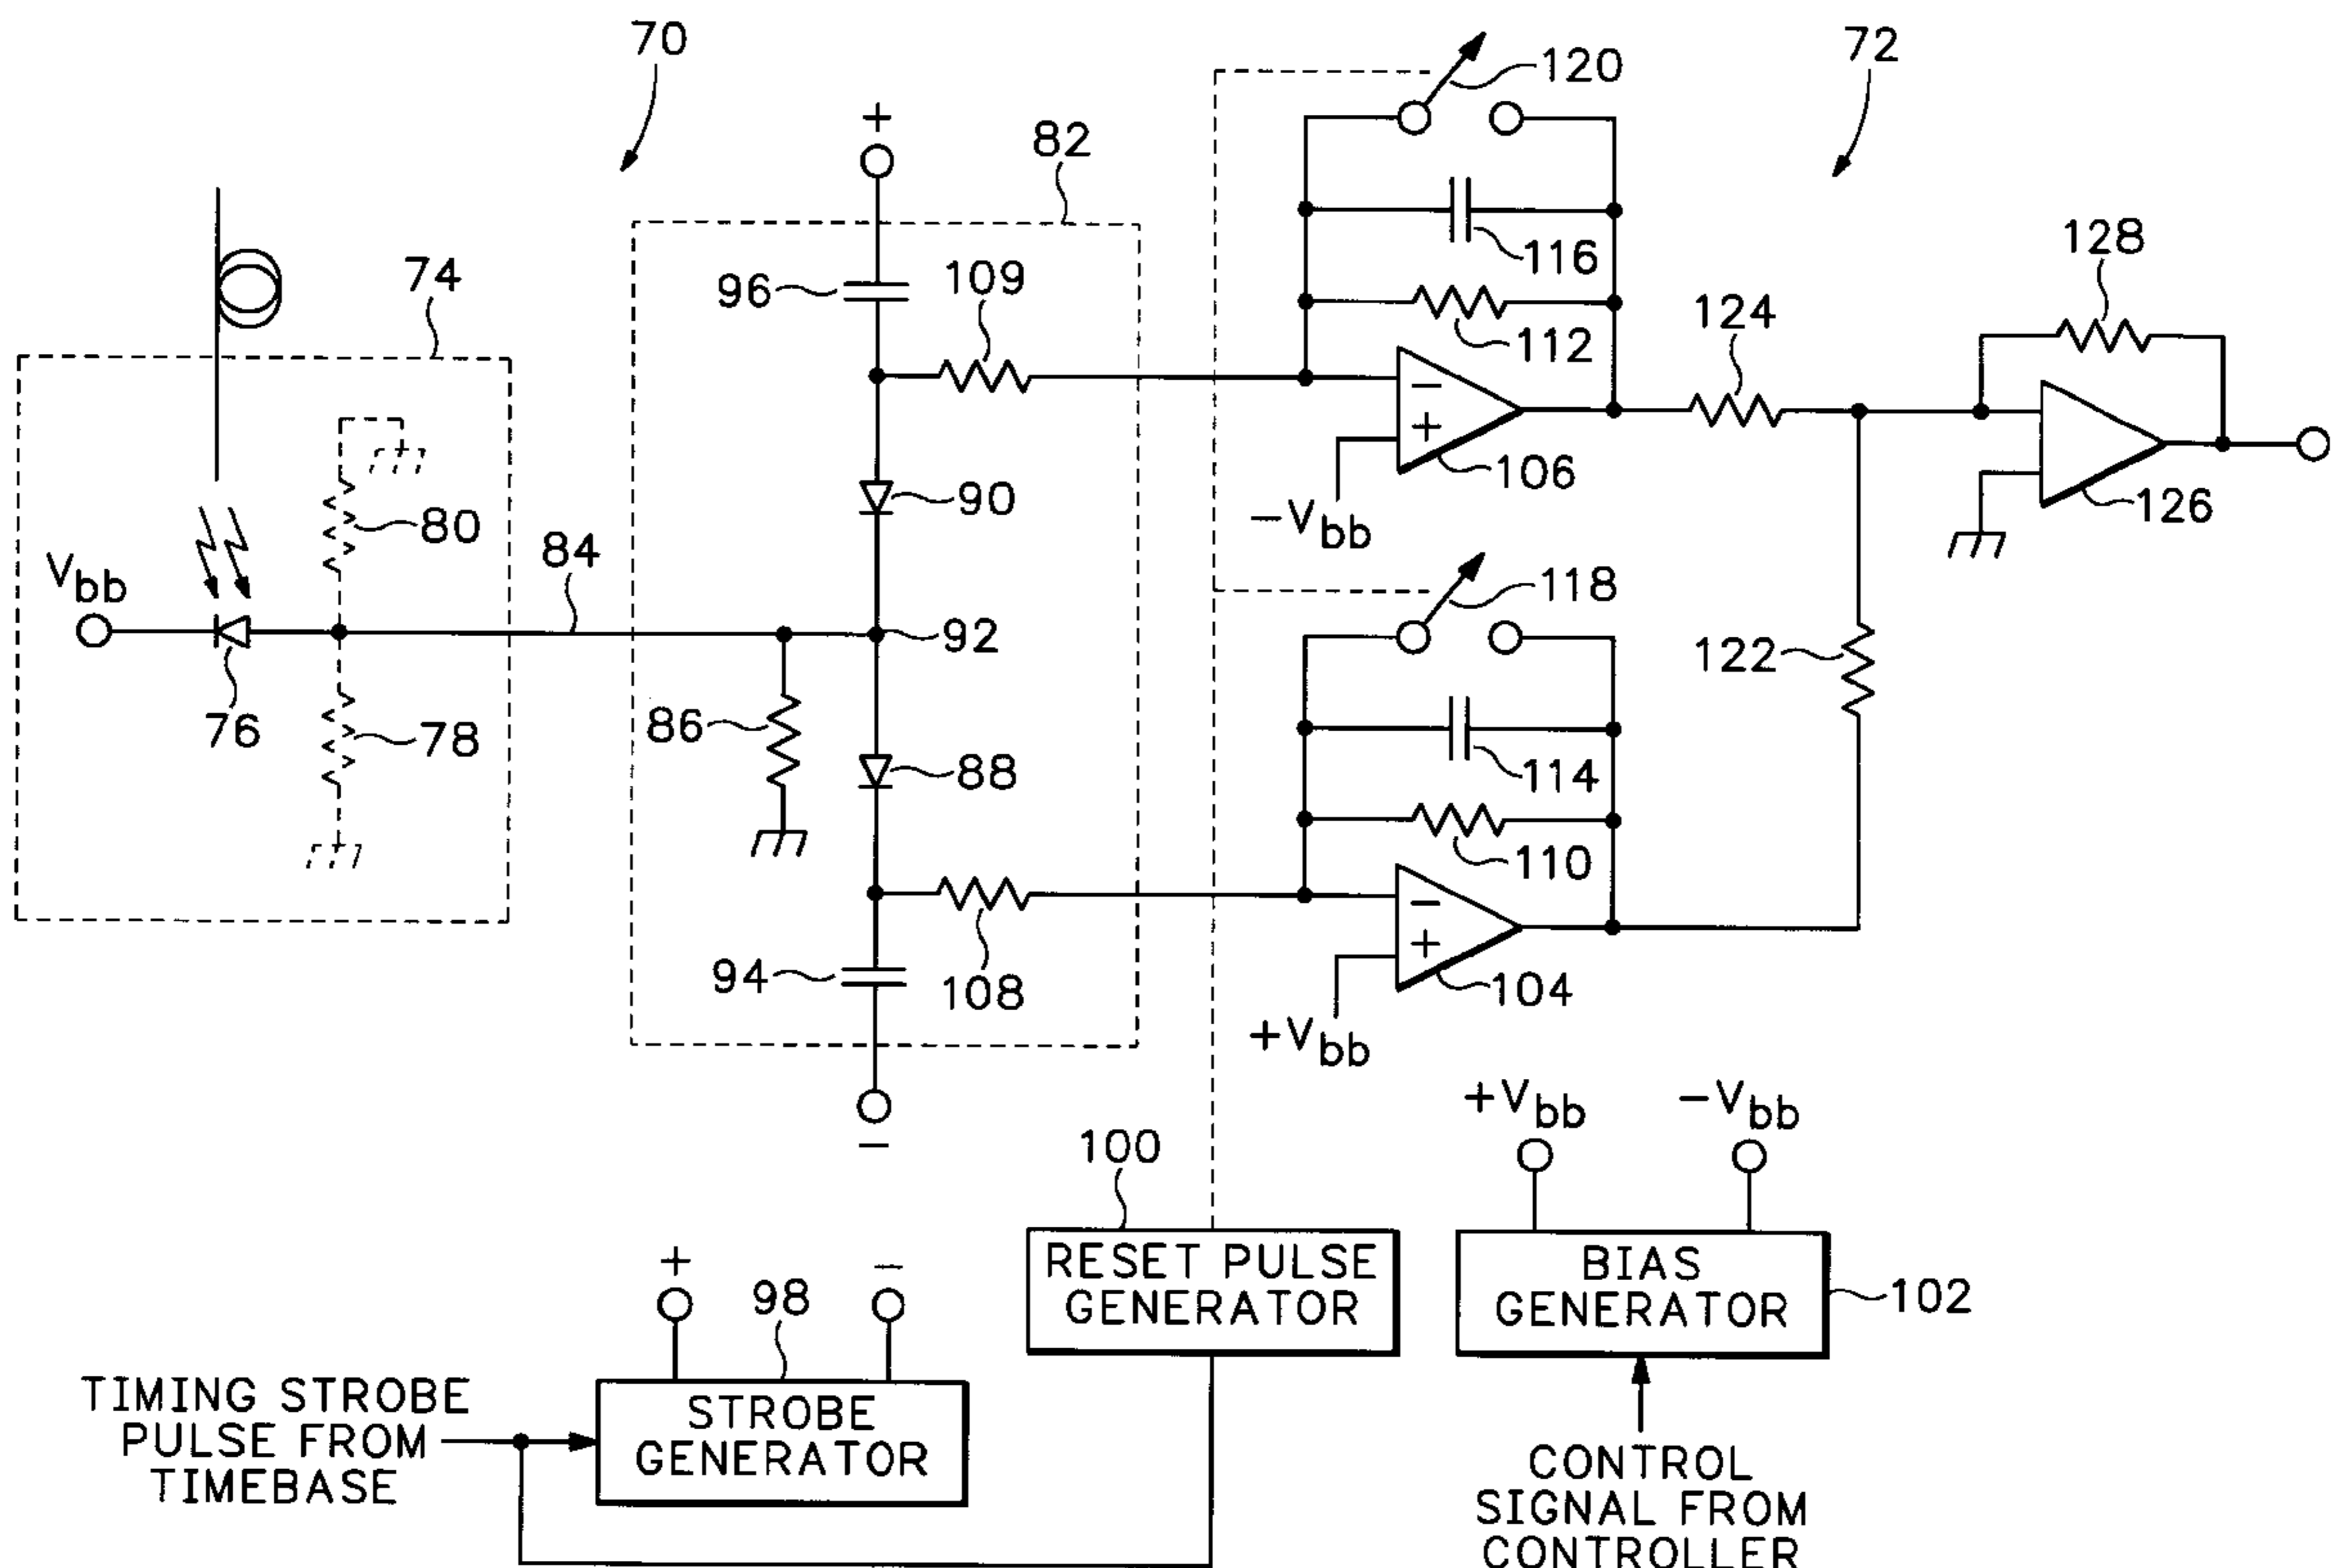 70
72
120
+
82
116
128
74
96
109
124
112
-
+
106
-Vbb
126
90
80
84
Vbb
118
92
122
76
86
78
88
114
110
-
+
104
+Vbb
94
108
-
100
+Vbb
-Vbb
RESET PULSE
GENERATOR
BIAS
GENERATOR
102
+
98
-
TIMING STROBE
PULSE FROM
TIMEBASE
STROBE
GENERATOR
CONTROL
SIGNAL FROM
CONTROLLER